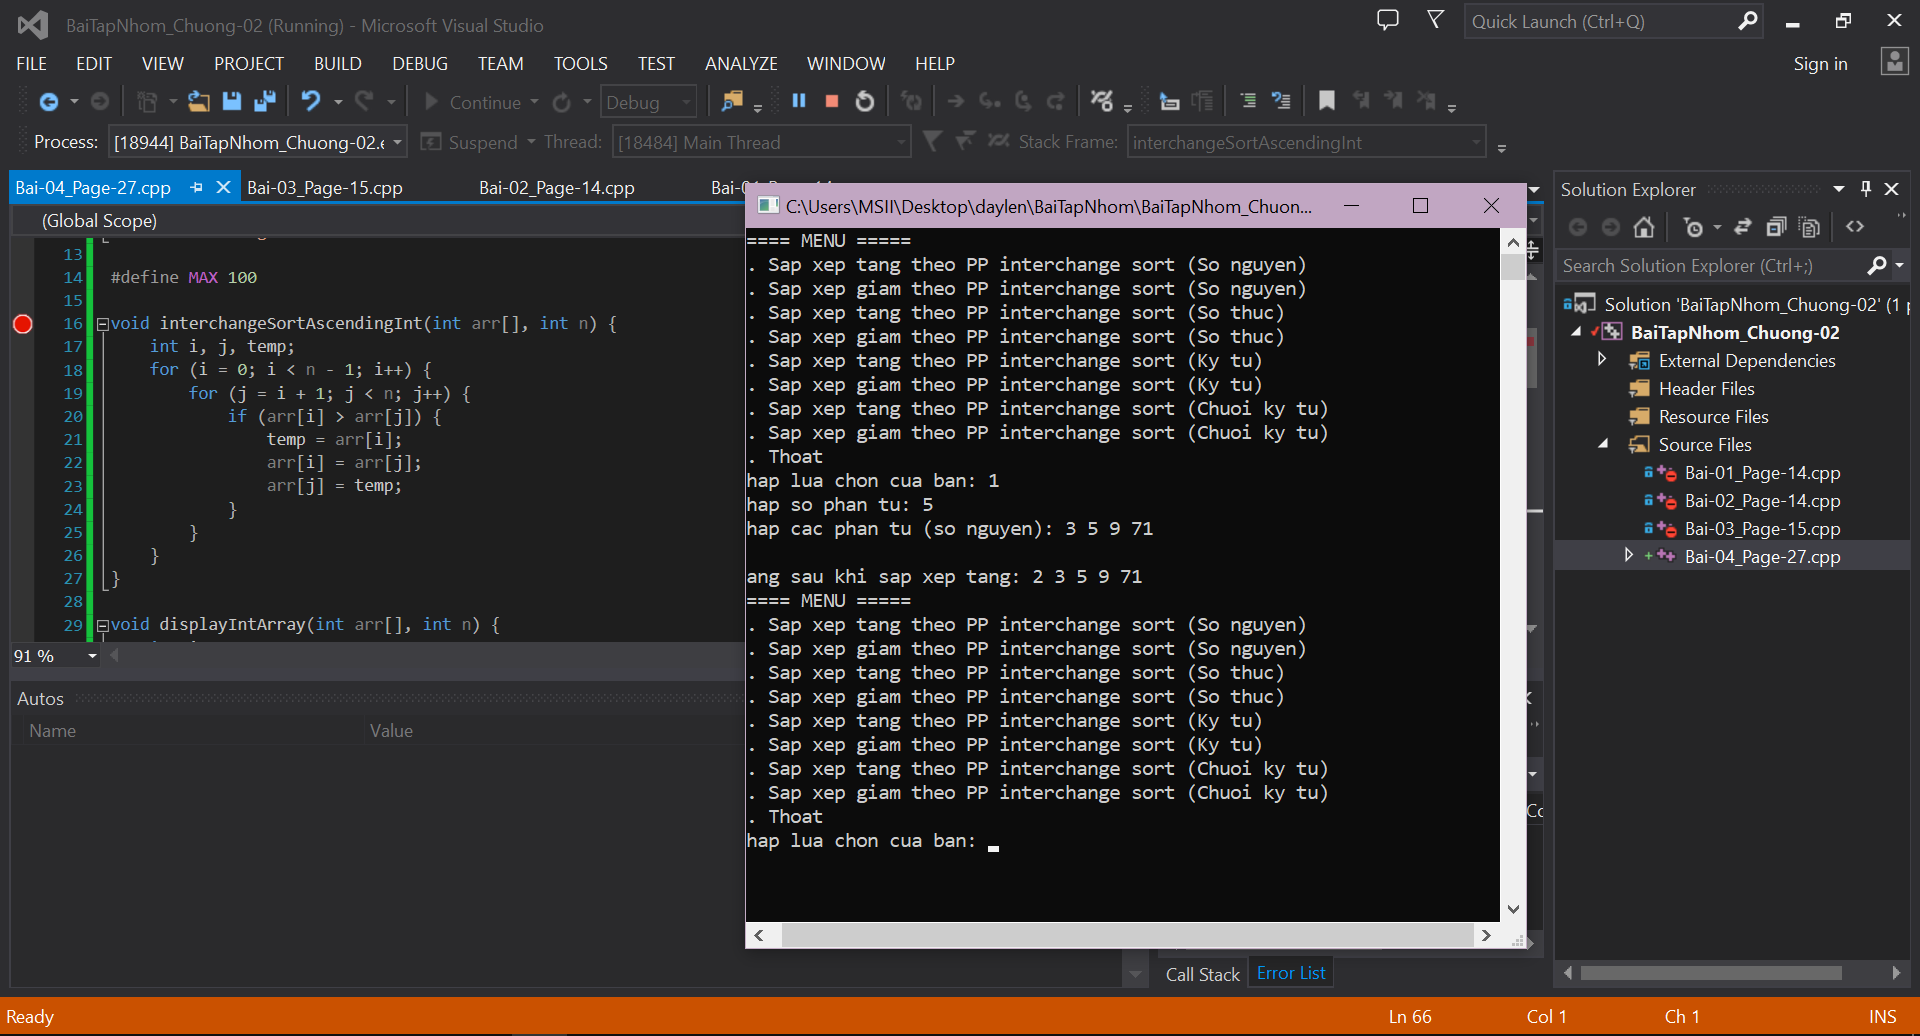 BaiTapNhom_Chuong-02 (Running) - Microsoft Visual Studio
Quick Launch (Ctrl+Q)
FILE EDIT VIEW PROJECT BUILD DEBUG TEAM TOOLS TEST ANALYZE WINDOW HELP
Sign in
Continue Debug
Process: [18944] BaiTapNhom_Chuong-02.e Suspend Thread: [18484] Main Thread Stack Frame: interchangeSortAscendingInt
Bai-04_Page-27.cpp Bai-03_Page-15.cpp Bai-02_Page-14.cpp
(Global Scope)
13
14 #define MAX 100
15
16 void interchangeSortAscendingInt(int arr[], int n) {
17 int i, j, temp;
18 for (i = 0; i < n - 1; i++) {
19 for (j = i + 1; j < n; j++) {
20 if (arr[i] > arr[j]) {
21 temp = arr[i];
22 arr[i] = arr[j];
23 arr[j] = temp;
24 }
25 }
26 }
27 }
28
29 void displayIntArray(int arr[], int n) {
91 %
Autos
Name Value
C:\Users\MSII\Desktop\daylen\BaiTapNhom\BaiTapNhom_Chuon...
==== MENU =====
. Sap xep tang theo PP interchange sort (So nguyen)
. Sap xep giam theo PP interchange sort (So nguyen)
. Sap xep tang theo PP interchange sort (So thuc)
. Sap xep giam theo PP interchange sort (So thuc)
. Sap xep tang theo PP interchange sort (Ky tu)
. Sap xep giam theo PP interchange sort (Ky tu)
. Sap xep tang theo PP interchange sort (Chuoi ky tu)
. Sap xep giam theo PP interchange sort (Chuoi ky tu)
. Thoat
hap lua chon cua ban: 1
hap so phan tu: 5
hap cac phan tu (so nguyen): 3 5 9 71
ang sau khi sap xep tang: 2 3 5 9 71
==== MENU =====
. Sap xep tang theo PP interchange sort (So nguyen)
. Sap xep giam theo PP interchange sort (So nguyen)
. Sap xep tang theo PP interchange sort (So thuc)
. Sap xep giam theo PP interchange sort (So thuc)
. Sap xep tang theo PP interchange sort (Ky tu)
. Sap xep giam theo PP interchange sort (Ky tu)
. Sap xep tang theo PP interchange sort (Chuoi ky tu)
. Sap xep giam theo PP interchange sort (Chuoi ky tu)
. Thoat
hap lua chon cua ban:
Call Stack Error List
Solution Explorer
Search Solution Explorer (Ctrl+;)
Solution 'BaiTapNhom_Chuong-02' (1 p
BaiTapNhom_Chuong-02
External Dependencies
Header Files
Resource Files
Source Files
Bai-01_Page-14.cpp
Bai-02_Page-14.cpp
Bai-03_Page-15.cpp
Bai-04_Page-27.cpp
Ready Ln 66 Col 1 Ch 1 INS